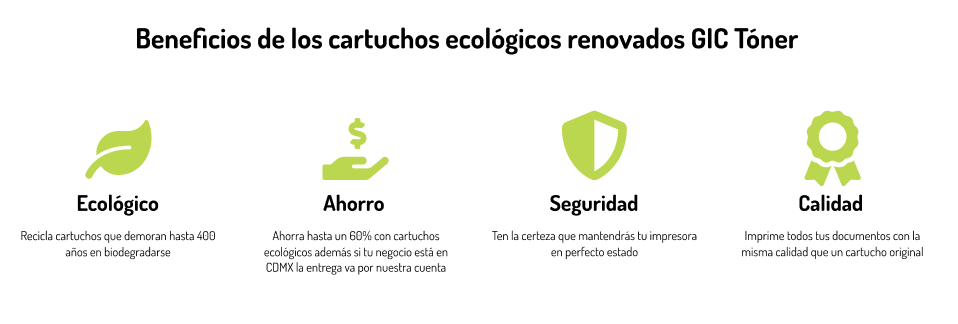 Beneficios de los cartuchos ecológicos renovados GIC Tóner
Ecológico
Recicla cartuchos que demoran hasta 400
años en biodegradarse
Ahorro
Ahorra hasta un 60% con cartuchos
ecológicos además si tu negocio está en
CDMX la entrega va por nuestra cuenta
Seguridad
Ten la certeza que mantendrás tu impresora
en perfecto estado
Calidad
Imprime todos tus documentos con la
misma calidad que un cartucho original